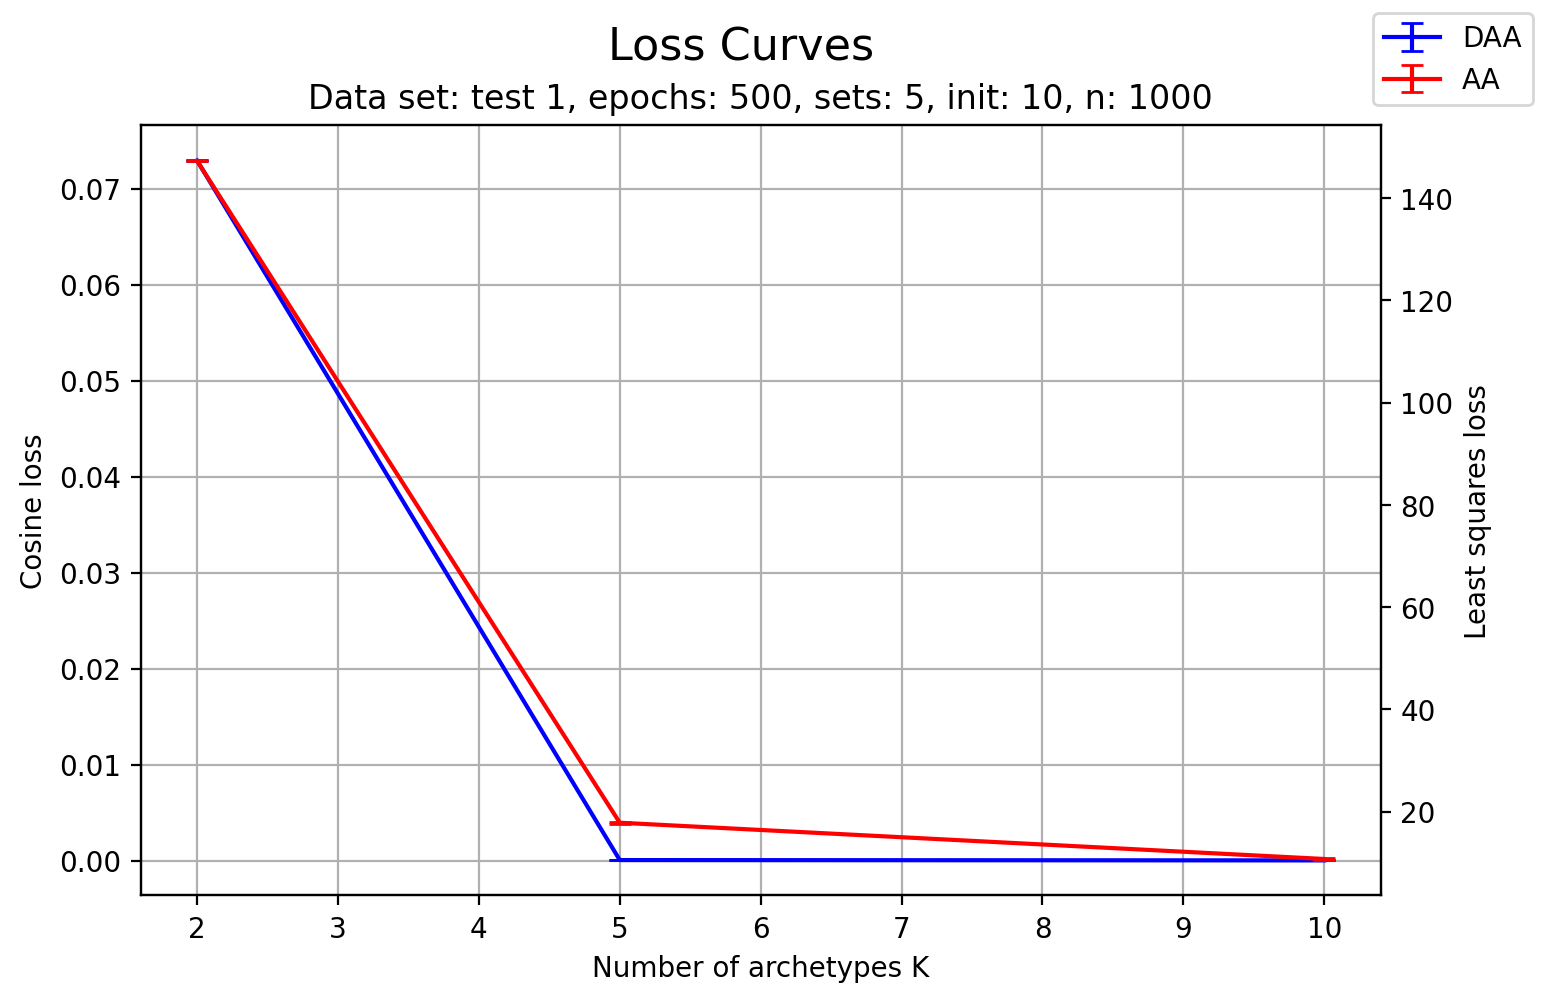 Loss Curves
Data set: test 1, epochs: 500, sets: 5, init: 10, n: 1000
DAA
AA
Cosine loss
0.07
0.06
0.05
0.04
0.03
0.02
0.01
0.00
140
120
100
80
60
40
20
Least squares loss
2 3 4 5 6 7 8 9 10
Number of archetypes K